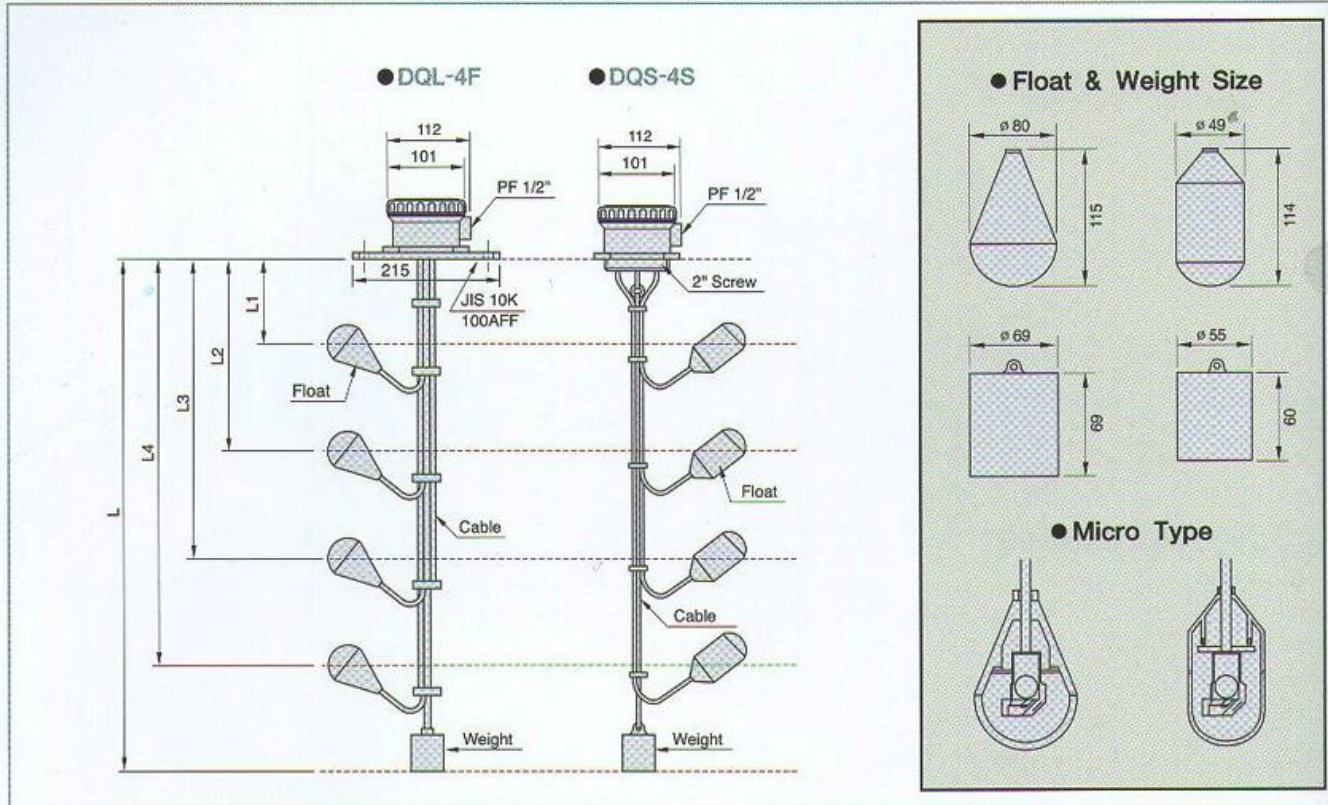 ● DQL-4F
● DQS-4S
112
101
PF 1/2"
215
JIS 10K
100AFF
112
101
PF 1/2"
2" Screw
L1
L2
L3
L4
L
Float
Cable
Weight
Float
Cable
Weight
● Float & Weight Size
ø 80
115
ø 49
114
ø 69
69
ø 55
60
● Micro Type